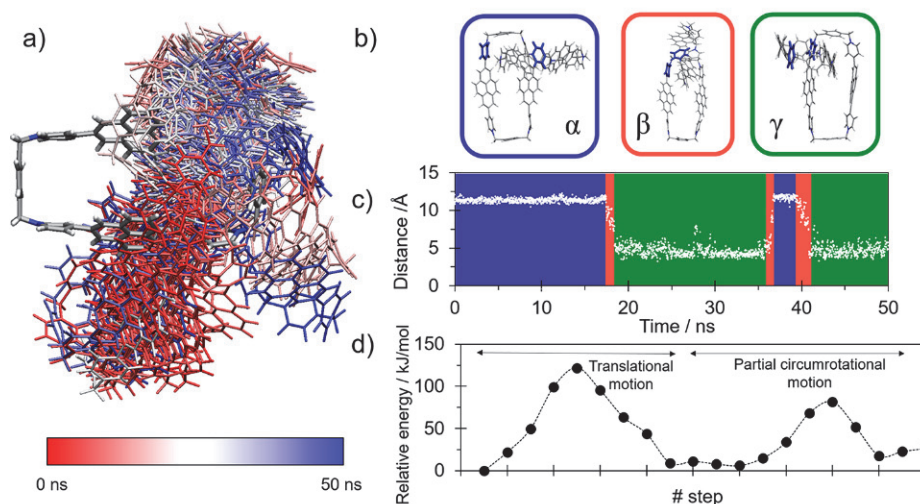 a)
0 ns
50 ns
b)
α
β
γ
c)
Distance /Å
15
10
5
0
0
10
20
30
40
50
Time / ns
d)
Relative energy / kJ/mol
150
100
50
0
Translational
motion
Partial circumrotational
motion
# step